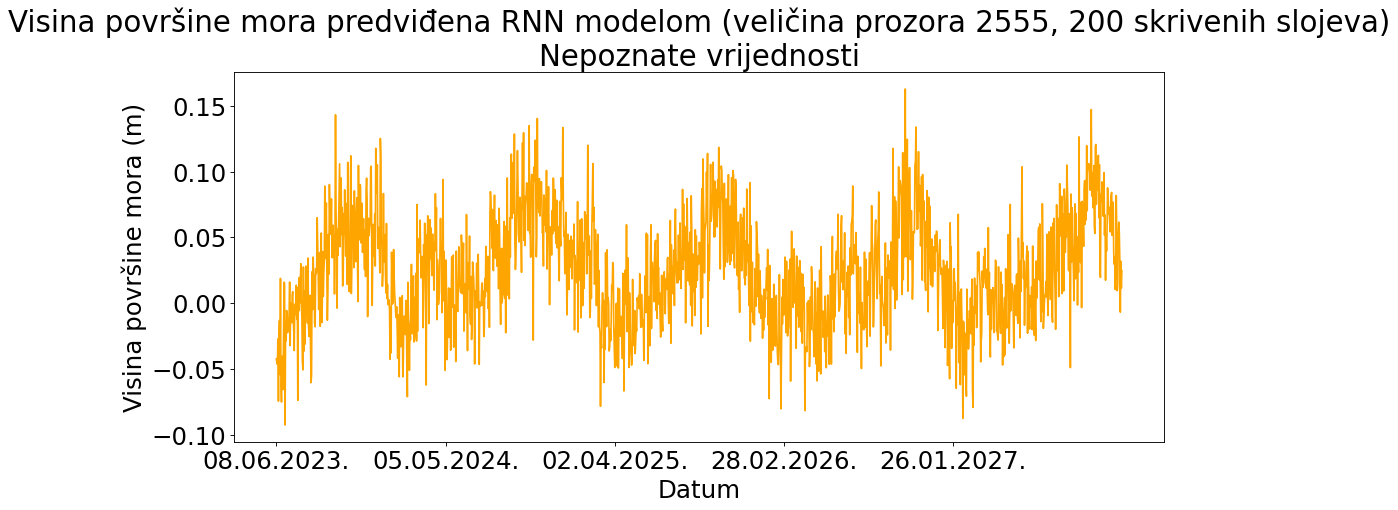 Visina površine mora predviđena RNN modelom (veličina prozora 2555, 200 skrivenih slojeva)
Nepoznate vrijednosti
Visina površine mora (m)
0.15
0.10
0.05
0.00
−0.05
−0.10
08.06.2023. 05.05.2024. 02.04.2025. 28.02.2026. 26.01.2027.
Datum